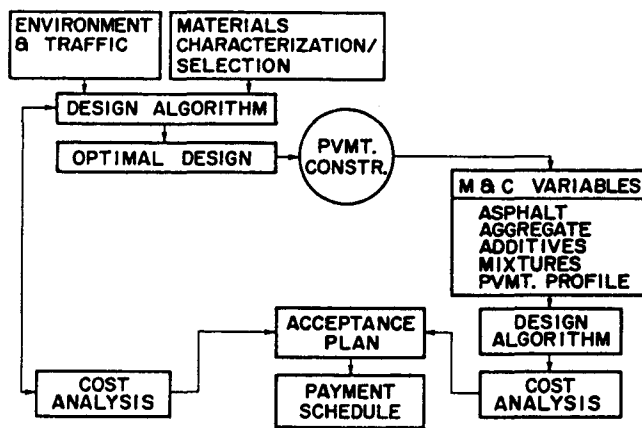 ENVIRONMENT
& TRAFFIC
MATERIALS
CHARACTERIZATION/
SELECTION
DESIGN ALGORITHM
OPTIMAL DESIGN
PVMT.
CONSTR.
M & C VARIABLES
ASPHALT
AGGREGATE
ADDITIVES
MIXTURES
PVMT. PROFILE
DESIGN
ALGORITHM
ACCEPTANCE
PLAN
COST
ANALYSIS
PAYMENT
SCHEDULE
COST
ANALYSIS